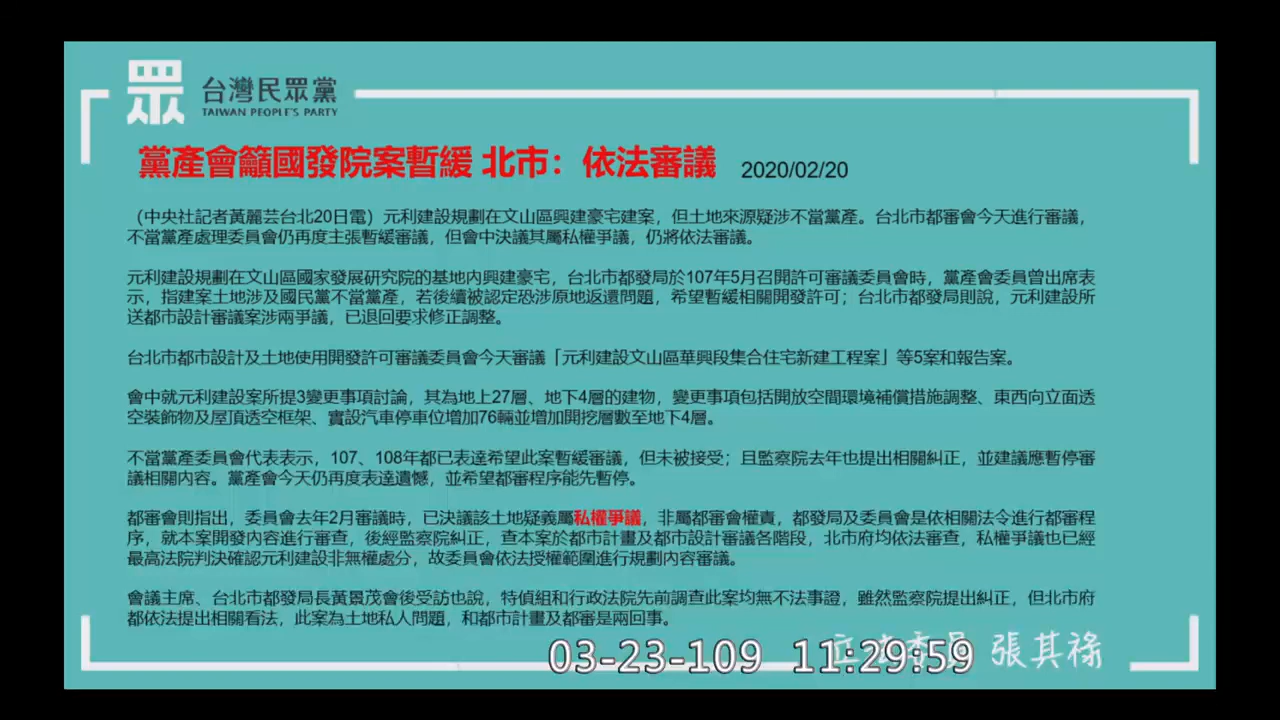 眾 台灣民眾黨
TAIWAN PEOPLE'S PARTY
黨產會籲國發院案暫緩 北市：依法審議 2020/02/20
（中央社記者黃麗芸台北20日電）元利建設規劃在文山區興建豪宅建案，但土地來源疑涉不當黨產。台北市都審會今天進行審議，
不當黨產處理委員會仍再度主張暫緩審議，但會中決議其屬私權爭議，仍將依法審議。
元利建設規劃在文山區國家發展研究院的基地內興建豪宅，台北市都發局於107年5月召開許可審議委員會時，黨產會委員曾出席表
示，指建案土地涉及國民黨不當黨產，若後續被認定恐涉原地返還問題，希望暫緩相關開發許可；台北市都發局則說，元利建設所
送都市設計審議案涉兩爭議，已退回要求修正調整。
台北市都市設計及土地使用開發許可審議委員會今天審議「元利建設文山區華興段集合住宅新建工程案」等5案和報告案。
會中就元利建設案所提3變更事項討論，其為地上27層、地下4層的建物，變更事項包括開放空間環境補償措施調整、東西向立面透
空裝飾物及屋頂透空框架、實設汽車停車位增加76輛並增加開挖層數至地下4層。
不當黨產委員會代表表示，107、108年都已表達希望此案暫緩審議，但未被接受；且監察院去年也提出相關糾正，並建議應暫停審
議相關內容。黨產會今天仍再度表達遺憾，並希望都審程序能先暫停。
都審會則指出，委員會去年2月審議時，已決議該土地疑義屬私權爭議，非屬都審會權責，都發局及委員會是依相關法令進行都審程
序，就本案開發內容進行審查，後經監察院糾正，查本案於都市計畫及都市設計審議各階段，北市府均依法審查，私權爭議也已經
最高法院判決確認元利建設非無權處分，故委員會依法授權範圍進行規劃內容審議。
會議主席、台北市都發局長黃景茂會後受訪也說，特偵組和行政法院先前調查此案均無不法事證，雖然監察院提出糾正，但北市府
都依法提出相關看法，此案為土地私人問題，和都市計畫及都審是兩回事。
立法委員 張其祿
03-23-109 11:29:59